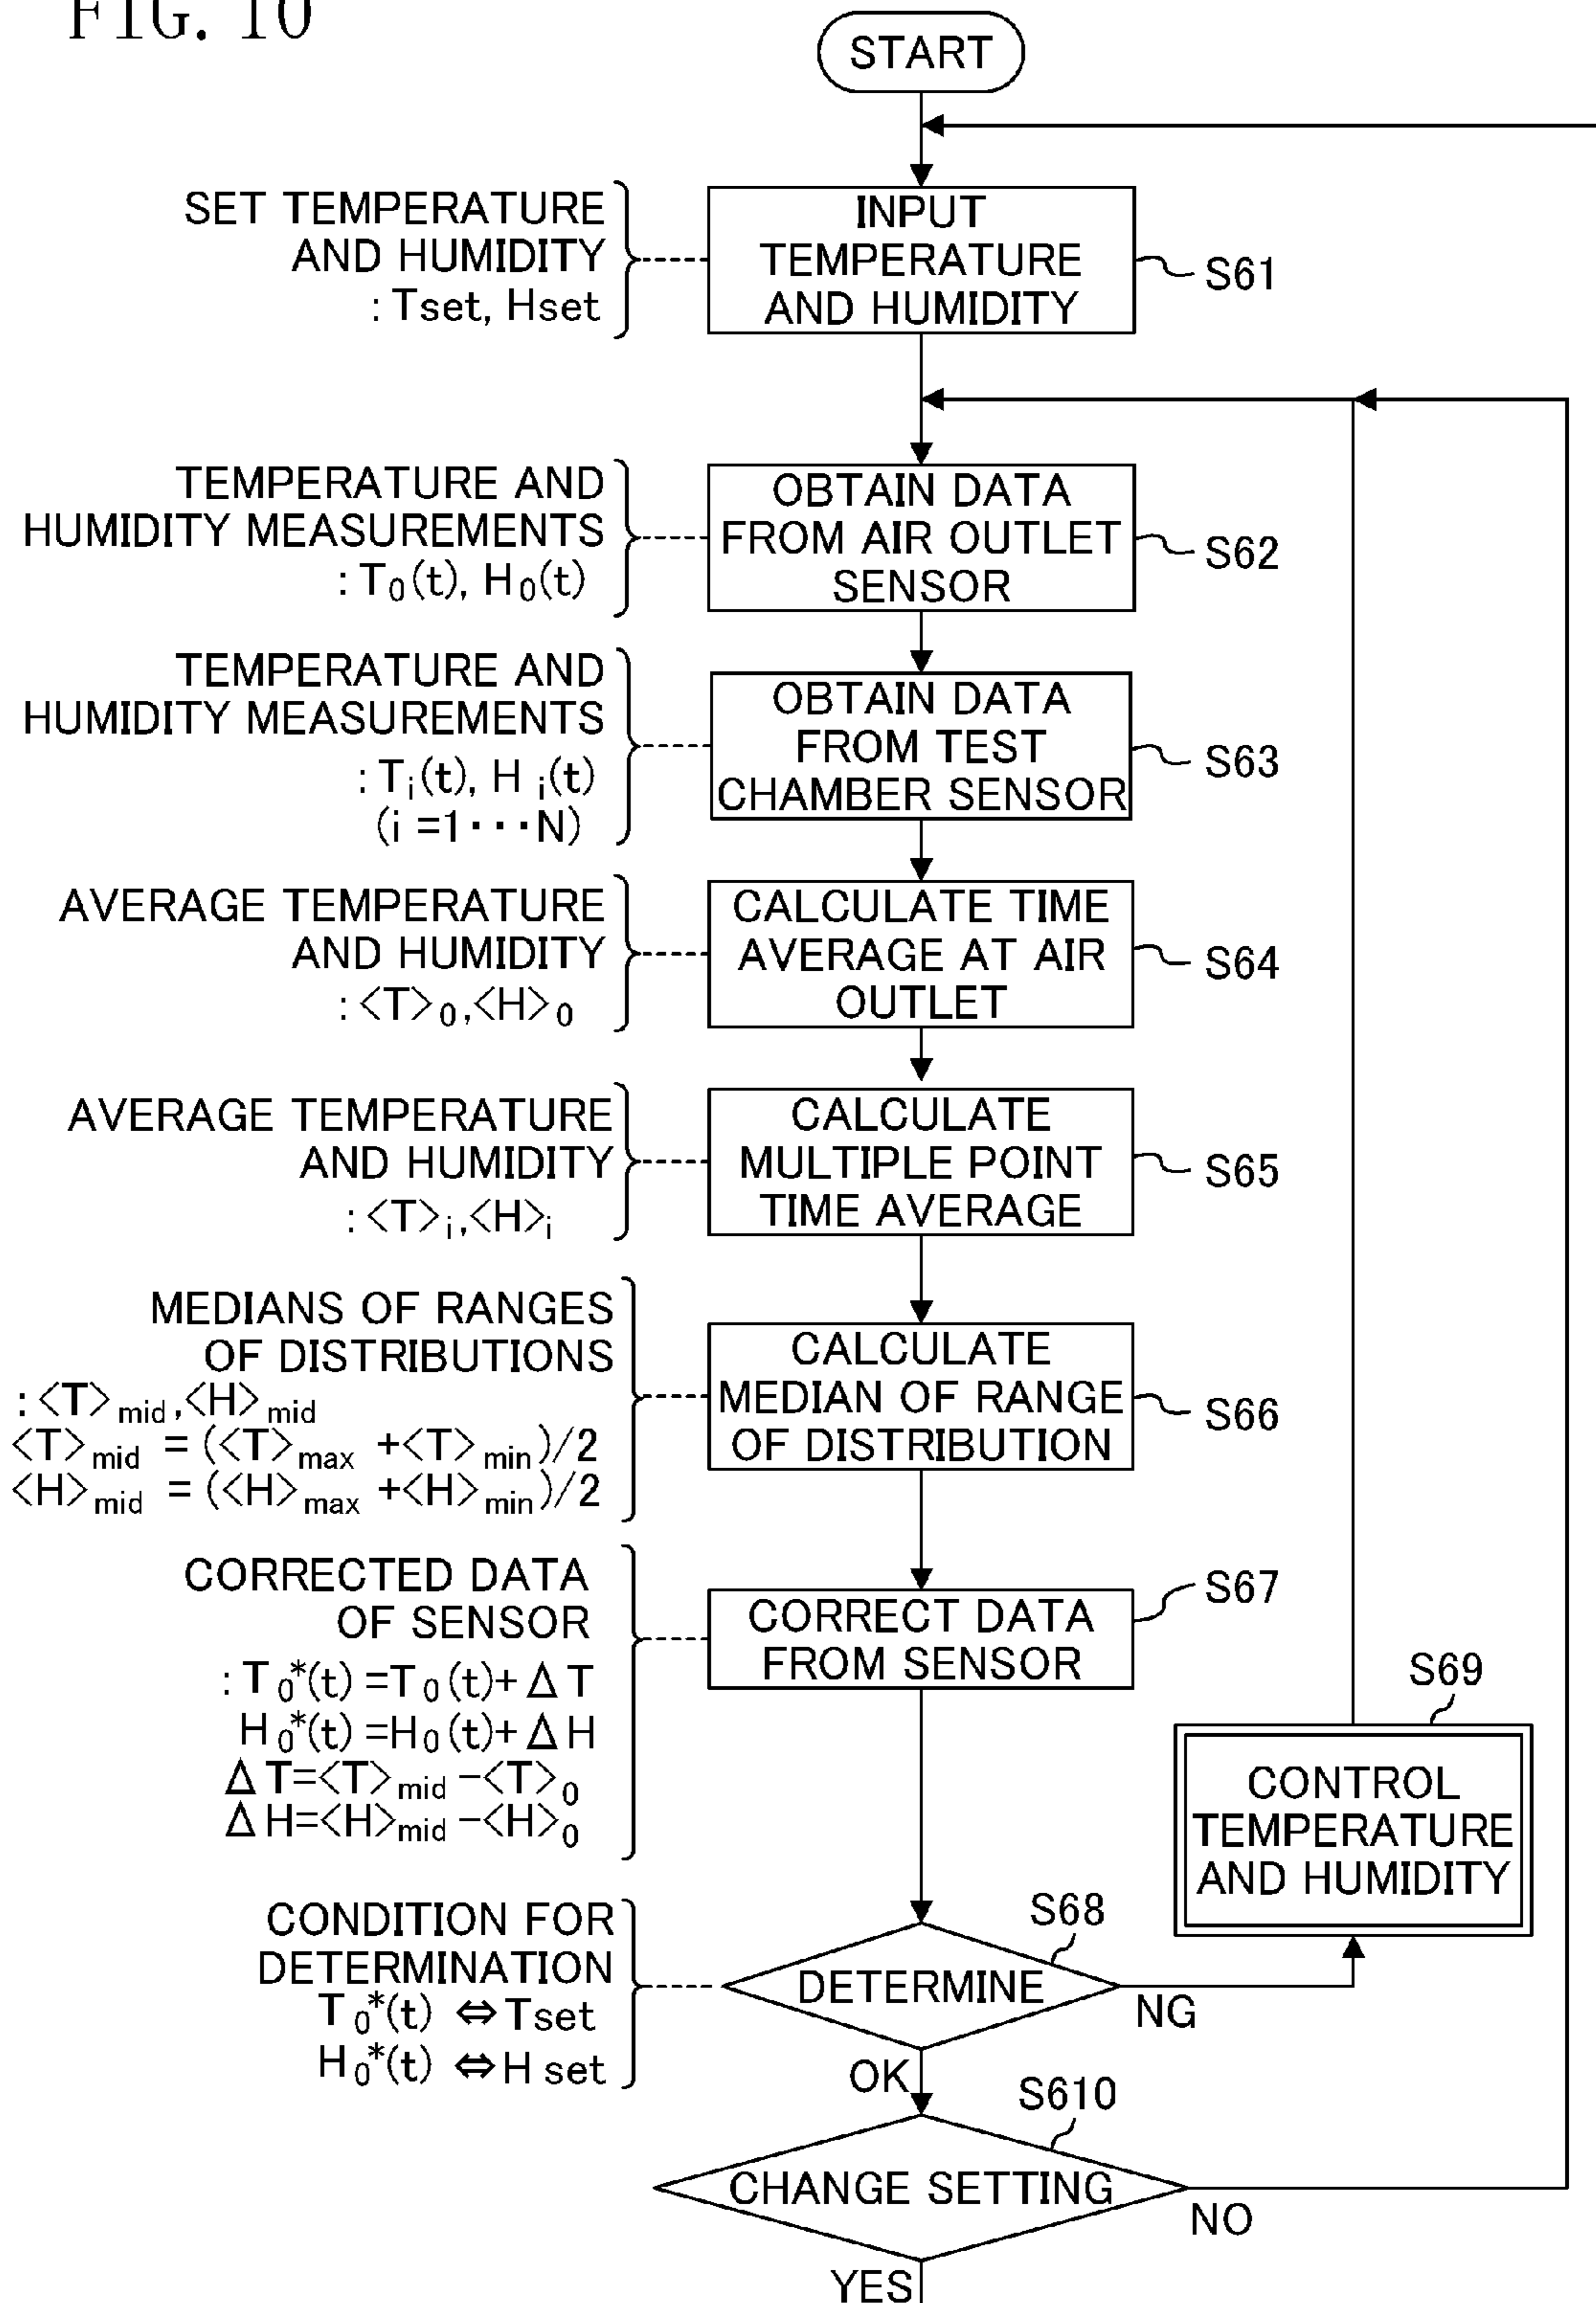 FIG. 10
START
SET TEMPERATURE
AND HUMIDITY
: Tset, Hset
INPUT
TEMPERATURE
AND HUMIDITY
S61
TEMPERATURE AND
HUMIDITY MEASUREMENTS
: T₀(t), H₀(t)
OBTAIN DATA
FROM AIR OUTLET
SENSOR
S62
TEMPERATURE AND
HUMIDITY MEASUREMENTS
: Tᵢ(t), Hᵢ(t)
(i =1･･･N)
OBTAIN DATA
FROM TEST
CHAMBER SENSOR
S63
AVERAGE TEMPERATURE
AND HUMIDITY
: <T>₀,<H>₀
CALCULATE TIME
AVERAGE AT AIR
OUTLET
S64
AVERAGE TEMPERATURE
AND HUMIDITY
: <T>ᵢ,<H>ᵢ
CALCULATE
MULTIPLE POINT
TIME AVERAGE
S65
MEDIANS OF RANGES
OF DISTRIBUTIONS
: <T>mid,<H>mid
<T>mid = (<T>max +<T>min)/2
<H>mid = (<H>max +<H>min)/2
CALCULATE
MEDIAN OF RANGE
OF DISTRIBUTION
S66
CORRECTED DATA
OF SENSOR
: T₀*(t) =T₀(t)+ Δ T
H₀*(t) =H₀(t)+ Δ H
Δ T=<T>mid -<T>₀
Δ H=<H>mid -<H>₀
CORRECT DATA
FROM SENSOR
S67
S69
CONTROL
TEMPERATURE
AND HUMIDITY
CONDITION FOR
DETERMINATION
T₀*(t) ⇔ Tset
H₀*(t) ⇔ H set
S68
DETERMINE
NG
OK
S610
CHANGE SETTING
NO
YES